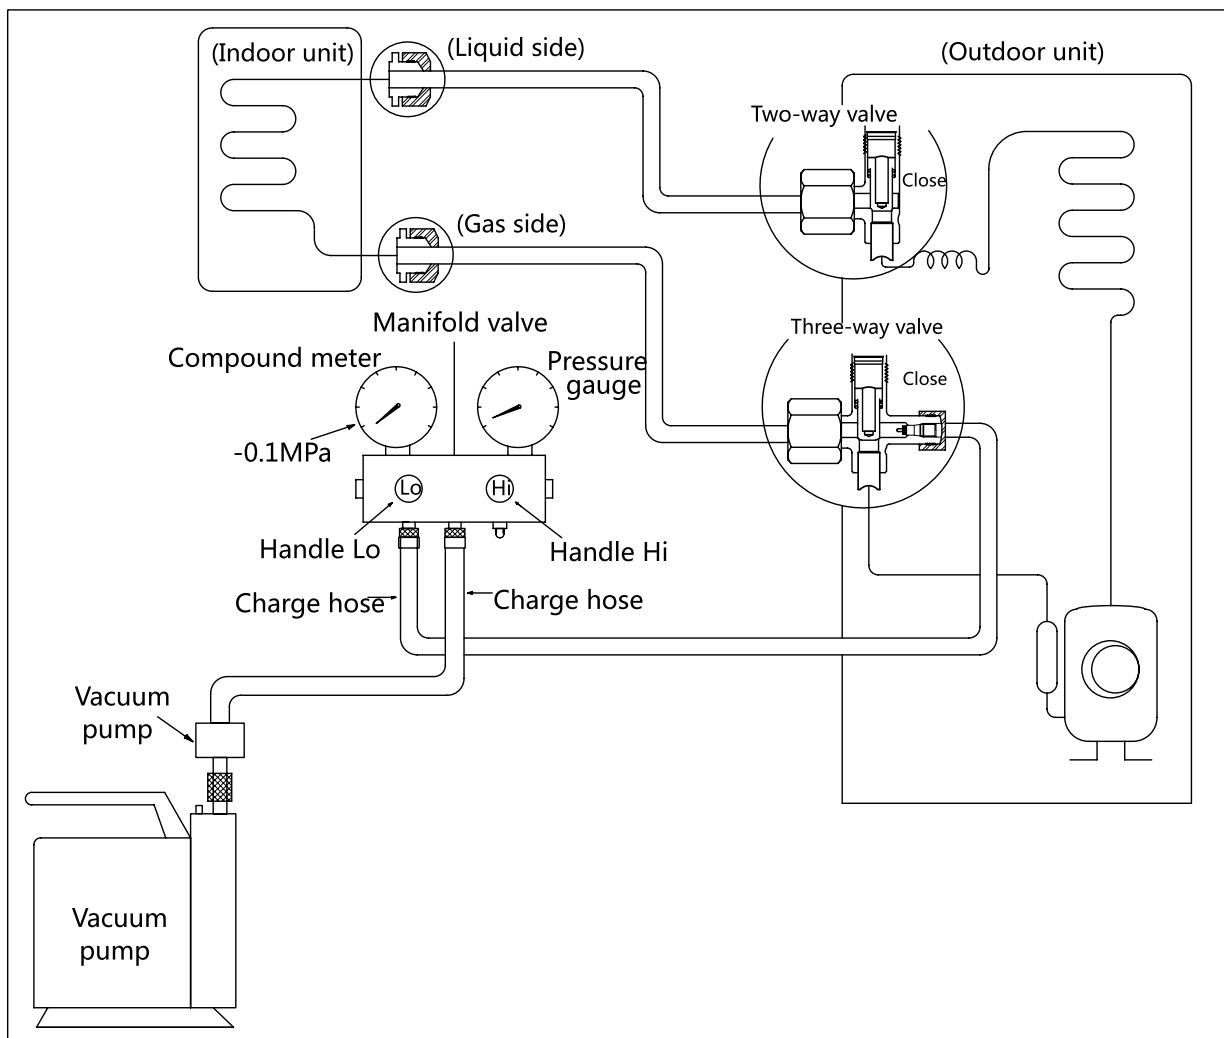 (Indoor unit)
(Liquid side)
(Outdoor unit)
Two-way valve
Close
(Gas side)
Manifold valve
Three-way valve
Compound meter
Pressure
gauge
Close
-0.1MPa
Lo
Hi
Handle Lo
Handle Hi
Charge hose
Charge hose
Vacuum
pump
Vacuum
pump